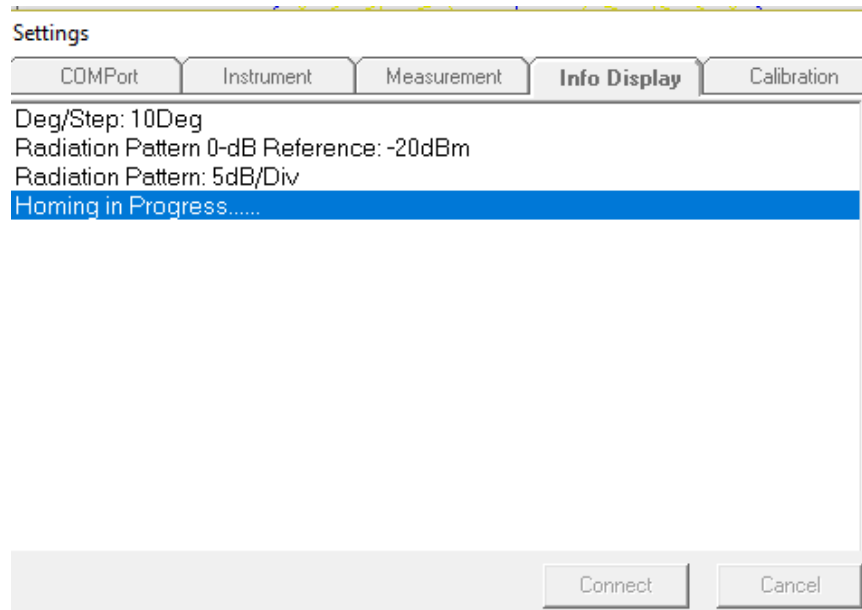 Settings
COMPort Instrument Measurement Info Display Calibration
Deg/Step: 10Deg
Radiation Pattern 0-dB Reference: -20dBm
Radiation Pattern: 5dB/Div
Homing in Progress......
Connect Cancel